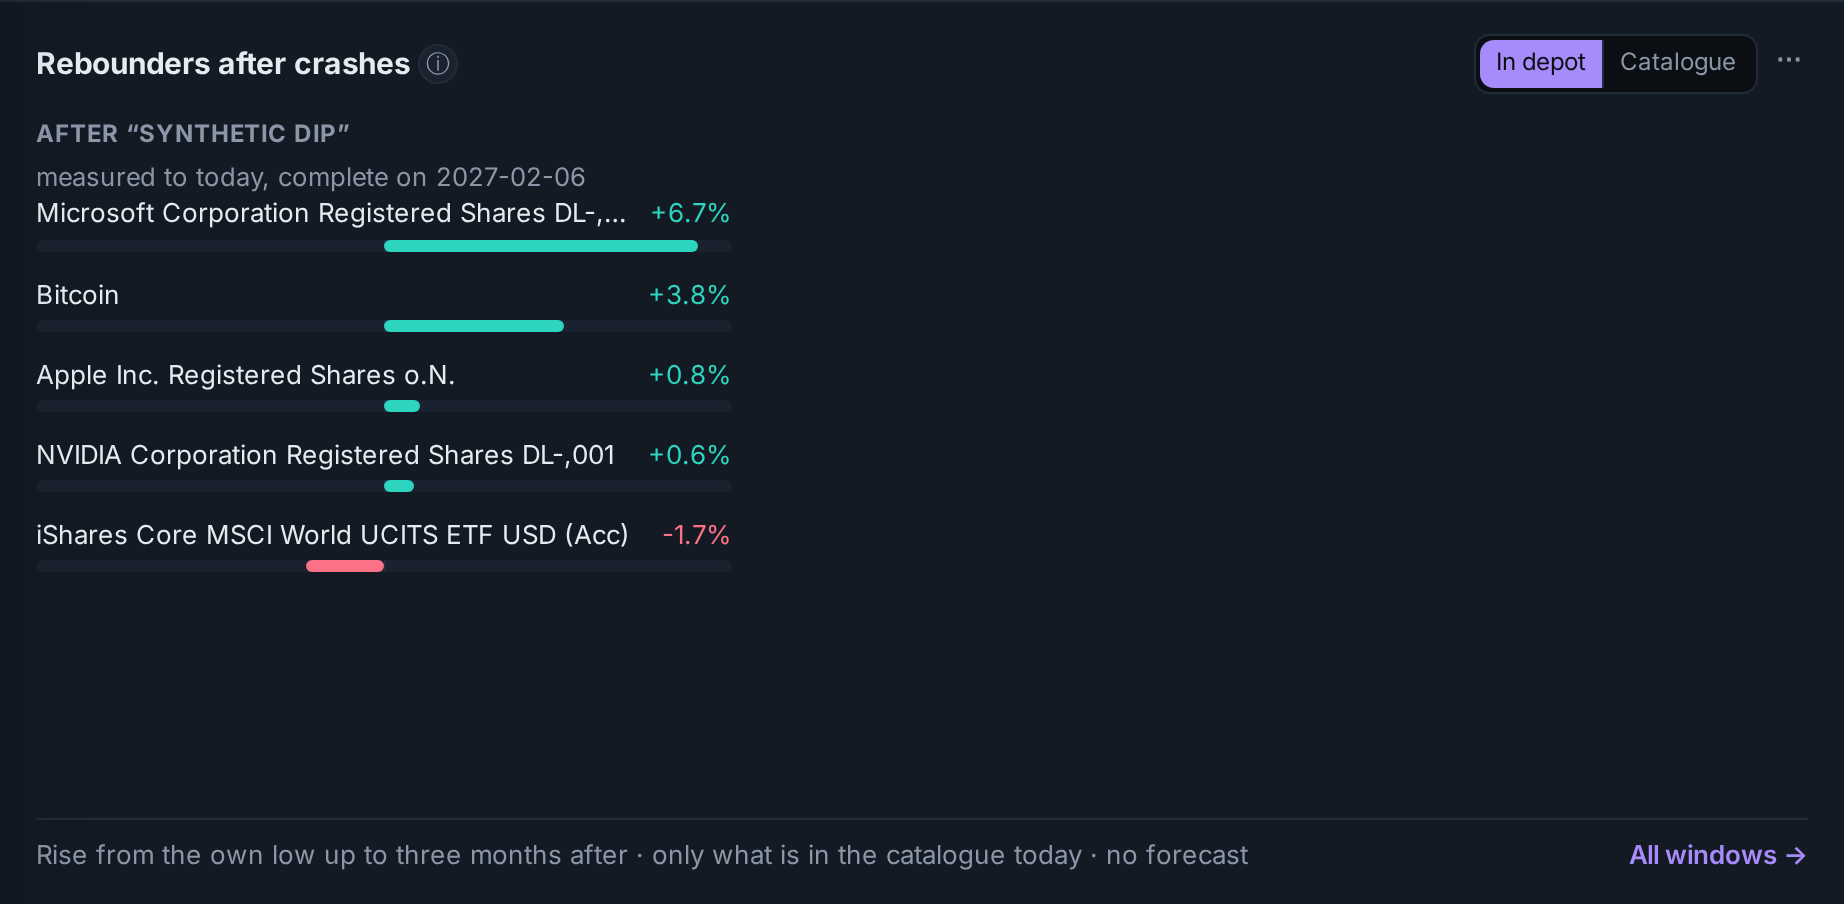 Rebounders after crashes ⓘ
In depot
Catalogue
...
AFTER “SYNTHETIC DIP”
measured to today, complete on 2027-02-06
Microsoft Corporation Registered Shares DL-,... +6.7%
Bitcoin +3.8%
Apple Inc. Registered Shares o.N. +0.8%
NVIDIA Corporation Registered Shares DL-,001 +0.6%
iShares Core MSCI World UCITS ETF USD (Acc) -1.7%
Rise from the own low up to three months after · only what is in the catalogue today · no forecast
All windows →